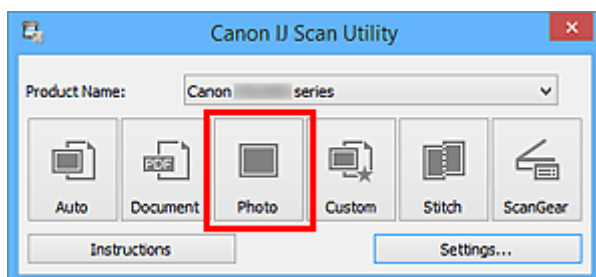 Canon IJ Scan Utility
Product Name: Canon series
Auto PDF Document Photo Custom Stitch ScanGear
Instructions Settings...